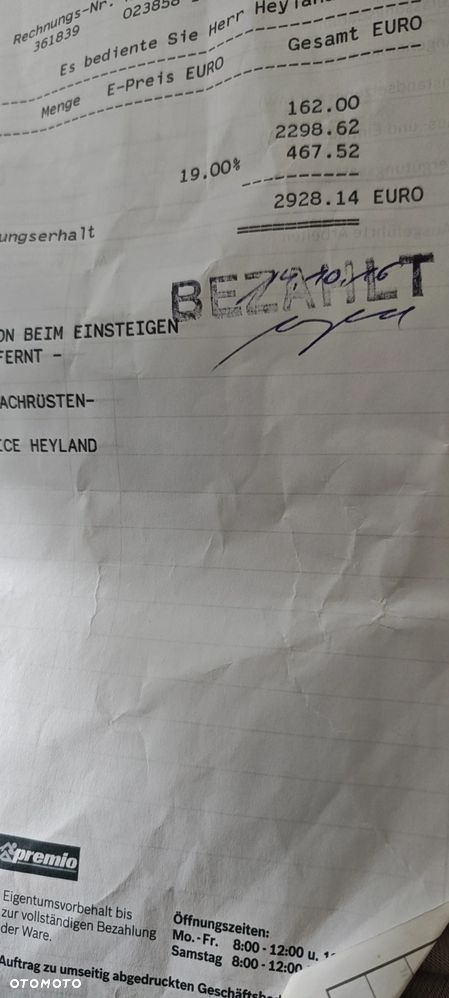 Rechnungs-Nr.
361839
023858
Es bediente Sie Herr Heyland
Menge E-Preis EURO Gesamt EURO
162.00
2298.62
19.00% 467.52
2928.14 EURO
ungserhalt
BEZAHLT
14.10.16
ON BEIM EINSTEIGEN
FERNT -
ACHRÜSTEN-
ICE HEYLAND
premio
Eigentumsvorbehalt bis
zur vollständigen Bezahlung
der Ware.
Öffnungszeiten:
Mo.-Fr. 8:00 - 12:00 u.
Samstag 8:00 - 12:00
Auftrag zu umseitig abgedruckten
OTOMOTO